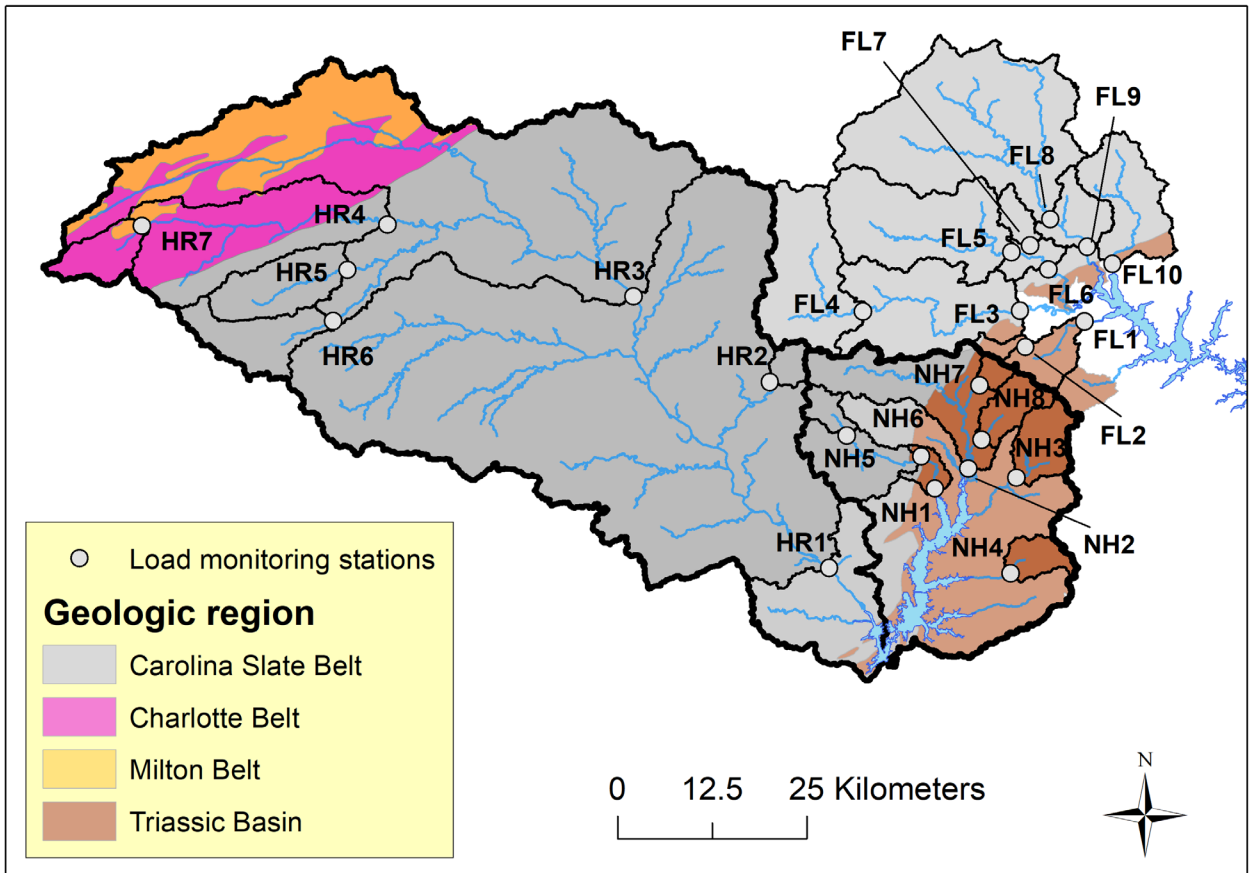 FL7
FL9
FL8
HR4
HR7
FL5
HR5
HR3
FL10
FL6
FL4
FL3
FL1
HR6
HR2
NH7
NH8
NH6
FL2
NH3
NH5
NH1
HR1
NH4
NH2
Load monitoring stations
Geologic region
Carolina Slate Belt
Charlotte Belt
Milton Belt
Triassic Basin
0 12.5 25 Kilometers
N